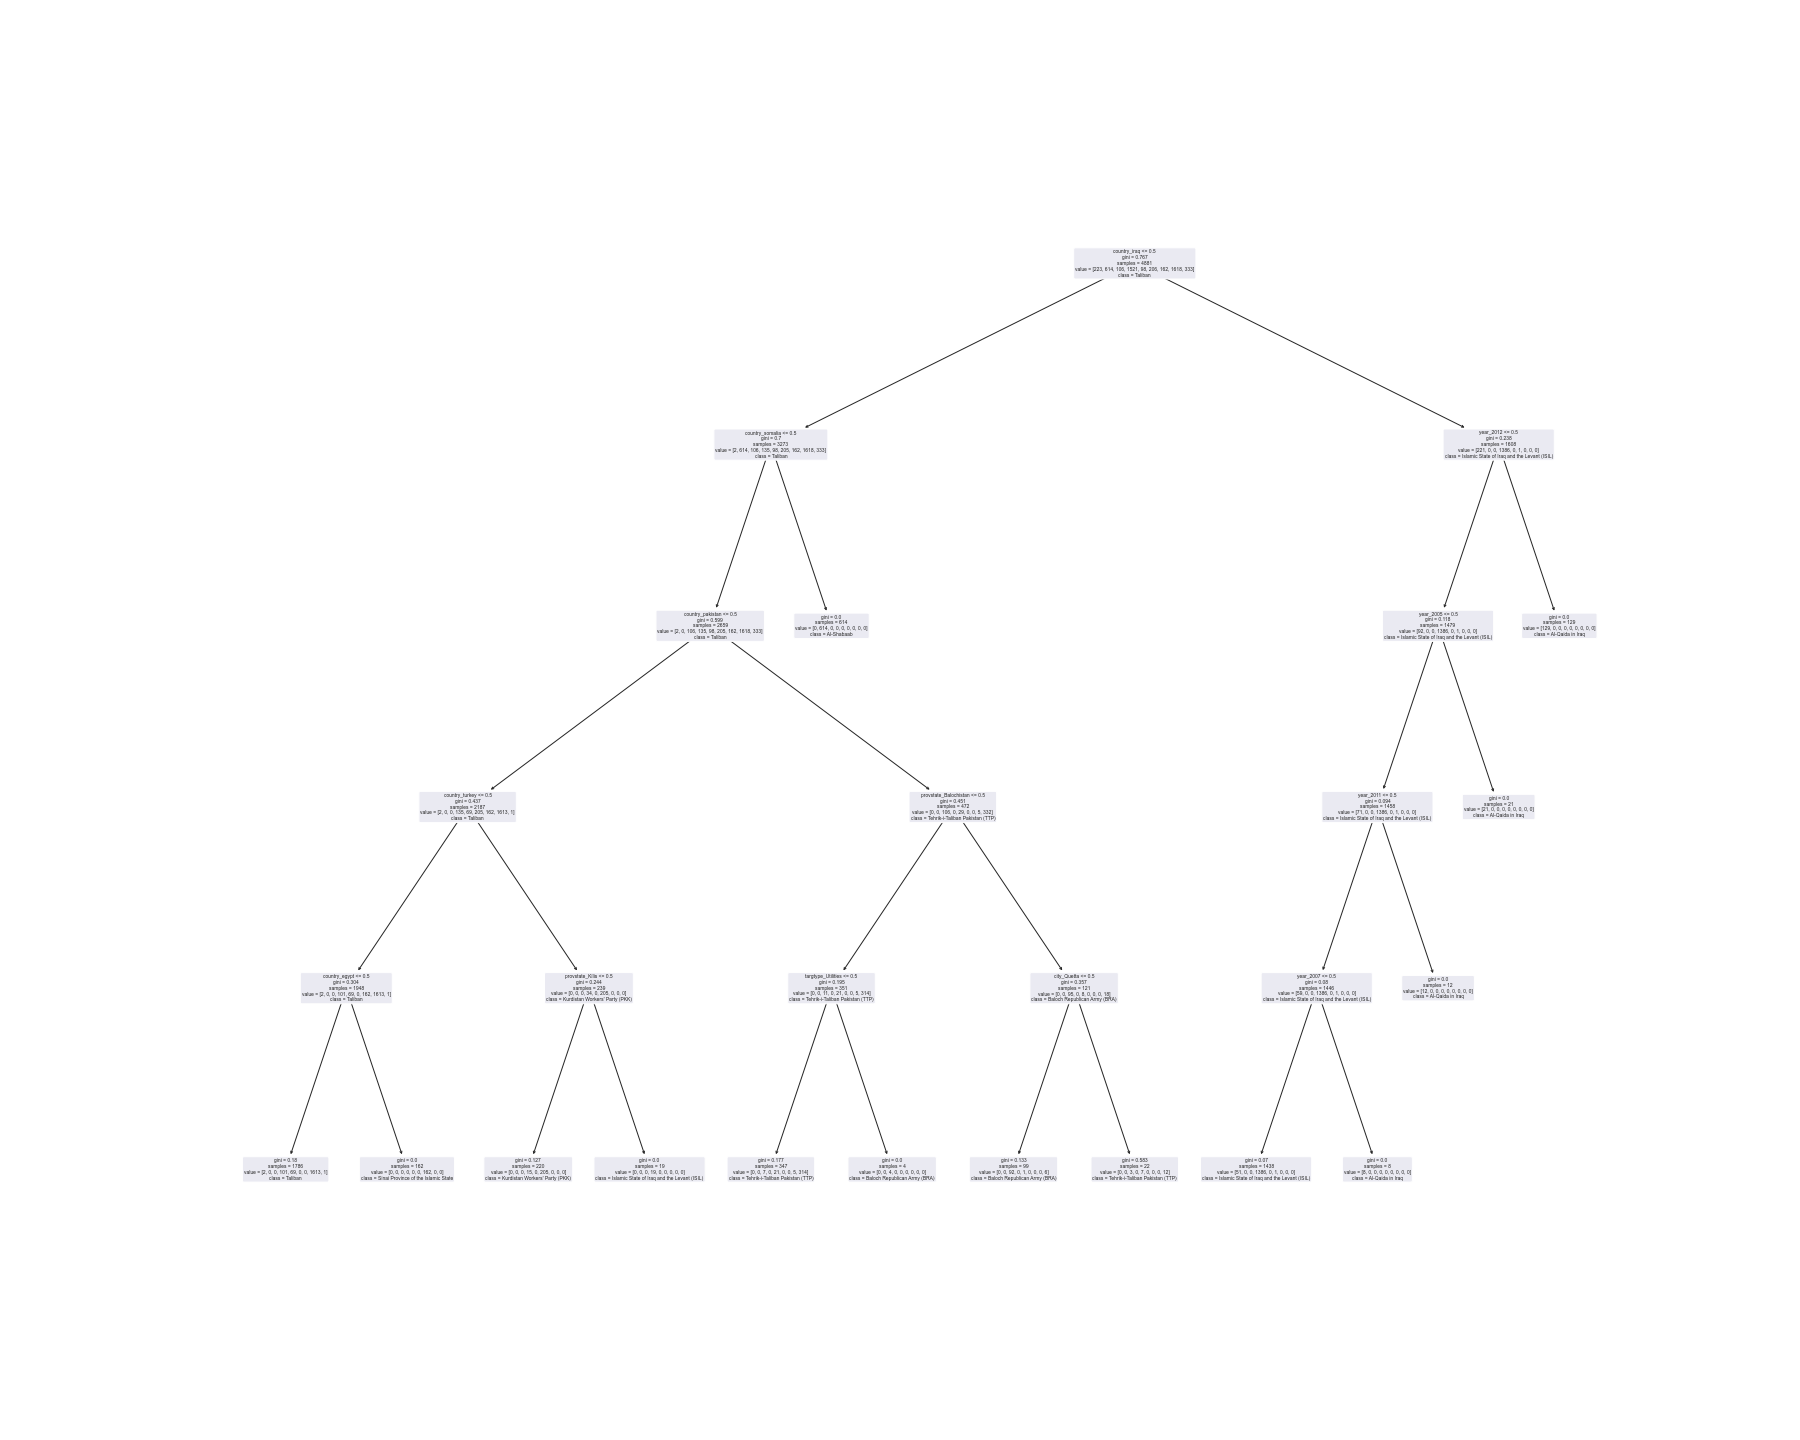 country_iraq <= 0.5
gini = 0.767
samples = 4881
value = [223, 614, 106, 1521, 98, 206, 162, 1618, 333]
class = Taliban
country_somalia <= 0.5
gini = 0.7
samples = 3273
value = [2, 614, 106, 135, 98, 205, 162, 1618, 333]
class = Taliban
year_2012 <= 0.5
gini = 0.238
samples = 1608
value = [221, 0, 0, 1386, 0, 1, 0, 0, 0]
class = Islamic State of Iraq and the Levant (ISIL)
country_pakistan <= 0.5
gini = 0.599
samples = 2659
value = [2, 0, 106, 135, 98, 205, 162, 1618, 333]
class = Taliban
gini = 0.0
samples = 614
value = [0, 614, 0, 0, 0, 0, 0, 0, 0]
class = Al-Shabaab
year_2005 <= 0.5
gini = 0.118
samples = 1479
value = [92, 0, 0, 1386, 0, 1, 0, 0, 0]
class = Islamic State of Iraq and the Levant (ISIL)
gini = 0.0
samples = 129
value = [129, 0, 0, 0, 0, 0, 0, 0, 0]
class = Al-Qaida in Iraq
country_turkey <= 0.5
gini = 0.437
samples = 2187
value = [2, 0, 0, 135, 69, 205, 162, 1613, 1]
class = Taliban
provstate_Balochistan <= 0.5
gini = 0.451
samples = 472
value = [0, 0, 106, 0, 29, 0, 0, 5, 332]
class = Tehrik-i-Taliban Pakistan (TTP)
year_2011 <= 0.5
gini = 0.094
samples = 1458
value = [71, 0, 0, 1386, 0, 1, 0, 0, 0]
class = Islamic State of Iraq and the Levant (ISIL)
gini = 0.0
samples = 21
value = [21, 0, 0, 0, 0, 0, 0, 0, 0]
class = Al-Qaida in Iraq
country_egypt <= 0.5
gini = 0.304
samples = 1948
value = [2, 0, 0, 101, 69, 0, 162, 1613, 1]
class = Taliban
provstate_Kilis <= 0.5
gini = 0.244
samples = 239
value = [0, 0, 0, 34, 0, 205, 0, 0, 0]
class = Kurdistan Workers' Party (PKK)
targtype_Utilities <= 0.5
gini = 0.195
samples = 351
value = [0, 0, 11, 0, 21, 0, 0, 5, 314]
class = Tehrik-i-Taliban Pakistan (TTP)
city_Quetta <= 0.5
gini = 0.357
samples = 121
value = [0, 0, 95, 0, 8, 0, 0, 0, 18]
class = Baloch Republican Army (BRA)
year_2007 <= 0.5
gini = 0.08
samples = 1446
value = [59, 0, 0, 1386, 0, 1, 0, 0, 0]
class = Islamic State of Iraq and the Levant (ISIL)
gini = 0.0
samples = 12
value = [12, 0, 0, 0, 0, 0, 0, 0, 0]
class = Al-Qaida in Iraq
gini = 0.18
samples = 1786
value = [2, 0, 0, 101, 69, 0, 0, 1613, 1]
class = Taliban
gini = 0.0
samples = 162
value = [0, 0, 0, 0, 0, 0, 162, 0, 0]
class = Sinai Province of the Islamic State
gini = 0.127
samples = 220
value = [0, 0, 0, 15, 0, 205, 0, 0, 0]
class = Kurdistan Workers' Party (PKK)
gini = 0.0
samples = 19
value = [0, 0, 0, 19, 0, 0, 0, 0, 0]
class = Islamic State of Iraq and the Levant (ISIL)
gini = 0.177
samples = 347
value = [0, 0, 7, 0, 21, 0, 0, 5, 314]
class = Tehrik-i-Taliban Pakistan (TTP)
gini = 0.0
samples = 4
value = [0, 0, 4, 0, 0, 0, 0, 0, 0]
class = Baloch Republican Army (BRA)
gini = 0.133
samples = 99
value = [0, 0, 92, 0, 1, 0, 0, 0, 6]
class = Baloch Republican Army (BRA)
gini = 0.583
samples = 22
value = [0, 0, 3, 0, 7, 0, 0, 0, 12]
class = Tehrik-i-Taliban Pakistan (TTP)
gini = 0.07
samples = 1438
value = [51, 0, 0, 1386, 0, 1, 0, 0, 0]
class = Islamic State of Iraq and the Levant (ISIL)
gini = 0.0
samples = 8
value = [8, 0, 0, 0, 0, 0, 0, 0, 0]
class = Al-Qaida in Iraq